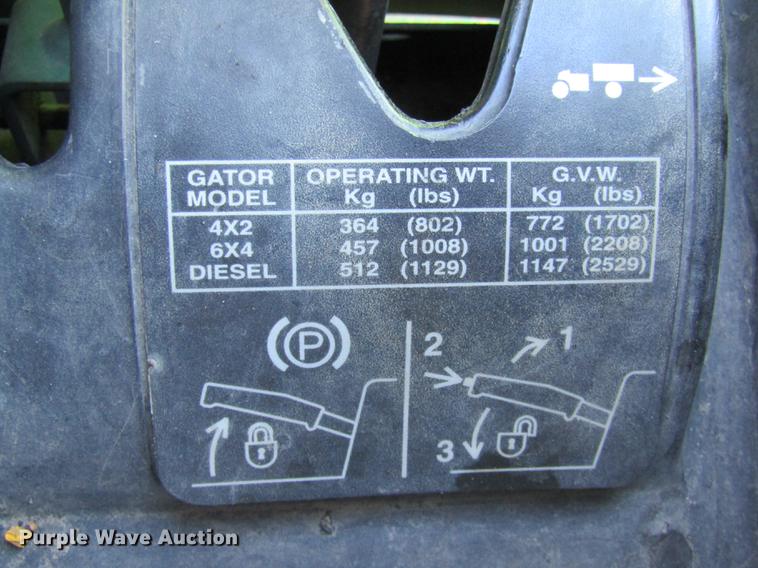 GATOR MODEL OPERATING WT. Kg (lbs) G.V.W. Kg (lbs)
4X2 364 (802) 772 (1702)
6X4 457 (1008) 1001 (2208)
DIESEL 512 (1129) 1147 (2529)
P
2 1
3
Purple Wave Auction